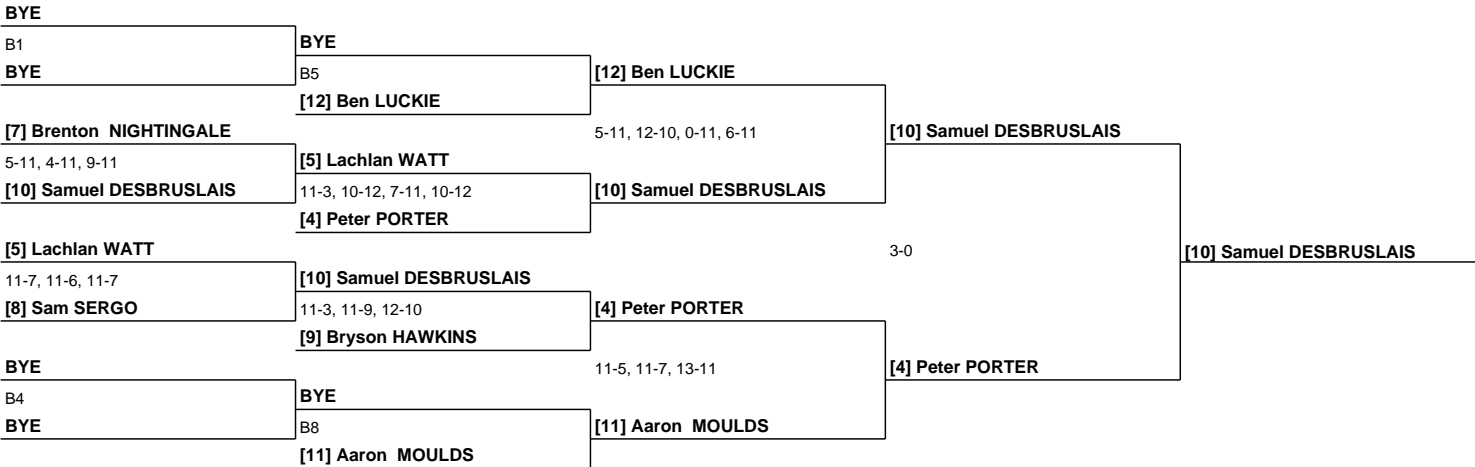 BYE
B1
BYE
BYE
B5
[12] Ben LUCKIE
[12] Ben LUCKIE
[7] Brenton  NIGHTINGALE
5-11, 12-10, 0-11, 6-11
[10] Samuel DESBRUSLAIS
5-11, 4-11, 9-11
[5] Lachlan WATT
[10] Samuel DESBRUSLAIS
11-3, 10-12, 7-11, 10-12
[10] Samuel DESBRUSLAIS
[4] Peter PORTER
[5] Lachlan WATT
3-0
[10] Samuel DESBRUSLAIS
11-7, 11-6, 11-7
[10] Samuel DESBRUSLAIS
[8] Sam SERGO
11-3, 11-9, 12-10
[4] Peter PORTER
[9] Bryson HAWKINS
BYE
11-5, 11-7, 13-11
[4] Peter PORTER
B4
BYE
BYE
B8
[11] Aaron  MOULDS
[11] Aaron  MOULDS